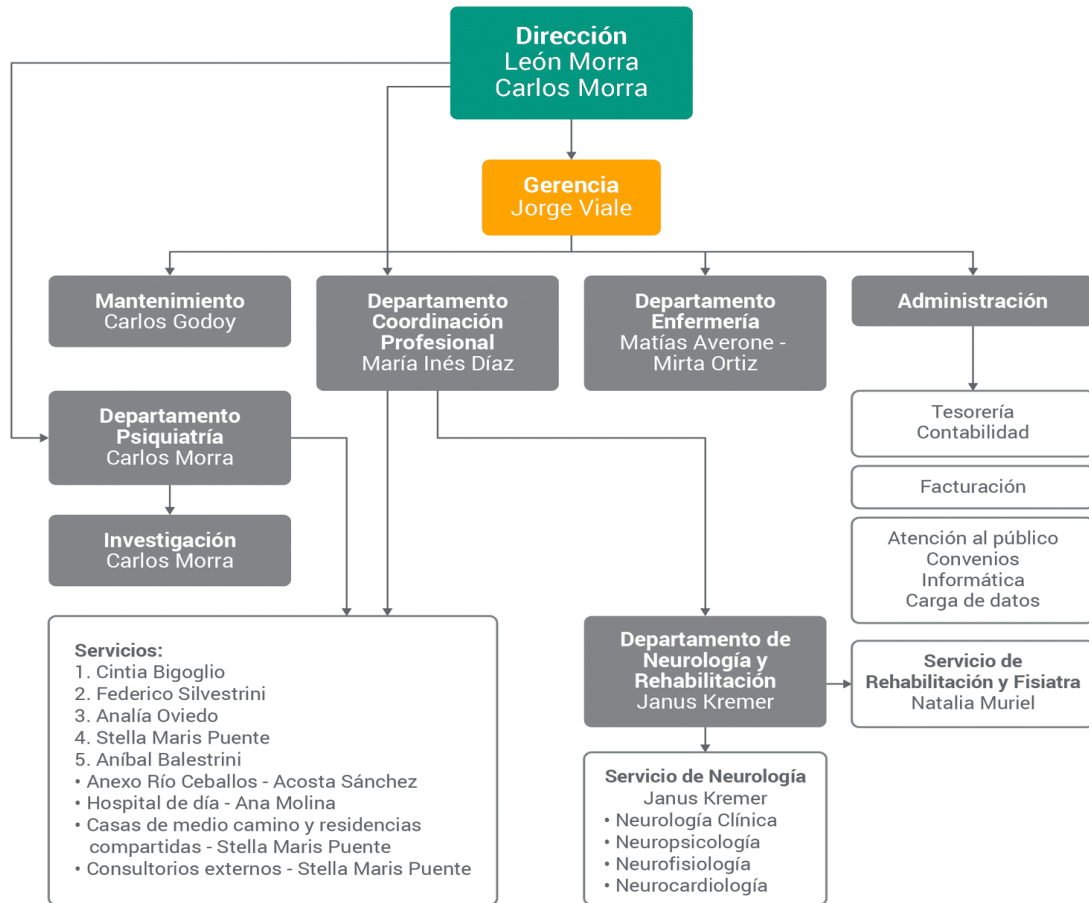 Dirección
León Morra
Carlos Morra
Gerencia
Jorge Viale
Mantenimiento
Carlos Godoy
Departamento
Coordinación
Profesional
María Inés Díaz
Departamento
Enfermería
Matías Averone -
Mirta Ortiz
Administración
Tesorería
Contabilidad
Facturación
Atención al público
Convenios
Informática
Carga de datos
Departamento
Psiquiatría
Carlos Morra
Investigación
Carlos Morra
Servicios:
1. Cintia Bigoglio
2. Federico Silvestrini
3. Analía Oviedo
4. Stella Maris Puente
5. Aníbal Balestrini
• Anexo Río Ceballos - Acosta Sánchez
• Hospital de día - Ana Molina
• Casas de medio camino y residencias
compartidas - Stella Maris Puente
• Consultorios externos - Stella Maris Puente
Departamento de
Neurología y
Rehabilitación
Janus Kremer
Servicio de
Rehabilitación y Fisiatra
Natalia Muriel
Servicio de Neurología
Janus Kremer
• Neurología Clínica
• Neuropsicología
• Neurofisiología
• Neurocardiología